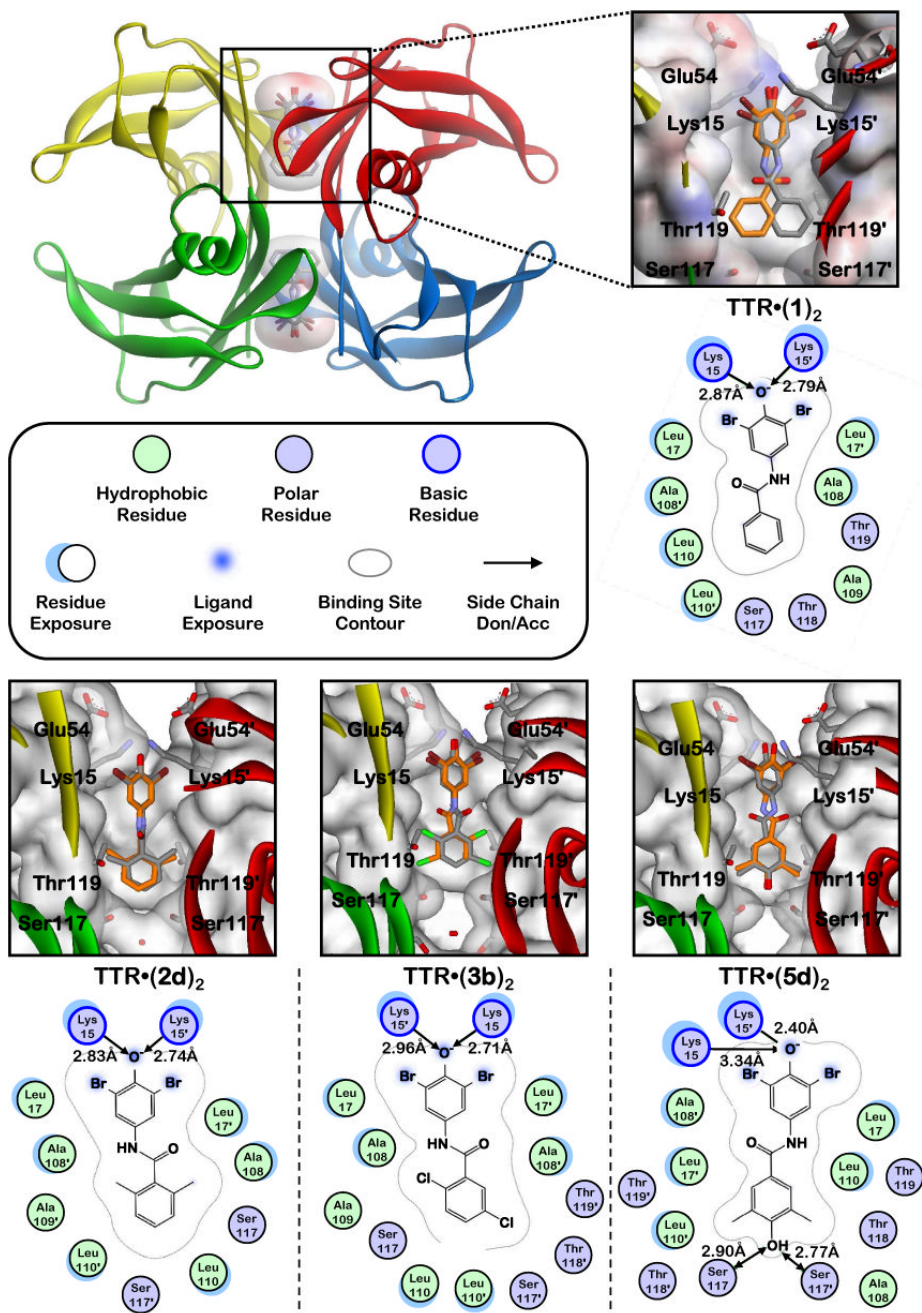 Glu54 Glu54'
Lys15 Lys15'
Thr119 Thr119'
Ser117 Ser117'
TTR•(1)₂
Lys 15 Lys 15'
2.87Å O⁻ 2.79Å
Br Br
Leu 17 Leu 17'
O NH
Ala 108' Ala 108
Thr 119
Leu 110
Ala 109
Leu 110' Ser 117 Thr 118
Hydrophobic Residue
Polar Residue
Basic Residue
Residue Exposure
Ligand Exposure
Binding Site Contour
Side Chain Don/Acc
Glu54 Glu54'
Lys15 Lys15'
Thr119 Thr119'
Ser117 Ser117'
TTR•(2d)₂
Lys 15 Lys 15'
2.83Å O⁻ 2.74Å
Br Br
Leu 17 Leu 17'
HN O
Ala 108' Ala 108
Ala 109' Ser 117
Leu 110' Leu 110
Ser 117'
Glu54 Glu54'
Lys15 Lys15'
Thr119 Thr119'
Ser117 Ser117'
TTR•(3b)₂
Lys 15' Lys 15
2.96Å O⁻ 2.71Å
Br Br
Leu 17 Leu 17'
HN O
Ala 108 Ala 108'
Cl
Thr 119'
Ala 109 Cl
Ser 117 Thr 118'
Leu 110 Leu 110' Ser 117'
Glu54 Glu54'
Lys15 Lys15'
Thr119 Thr119'
Ser117 Ser117'
TTR•(5d)₂
Lys 15' 2.40Å
Lys 15 O⁻
3.34Å
Br Br
Ala 108' Leu 17
O NH
Leu 17' Leu 110 Thr 119
Thr 119'
Leu 110' Thr 118
OH
2.90Å 2.77Å
Thr 118' Ser 117 Ser 117' Ala 108